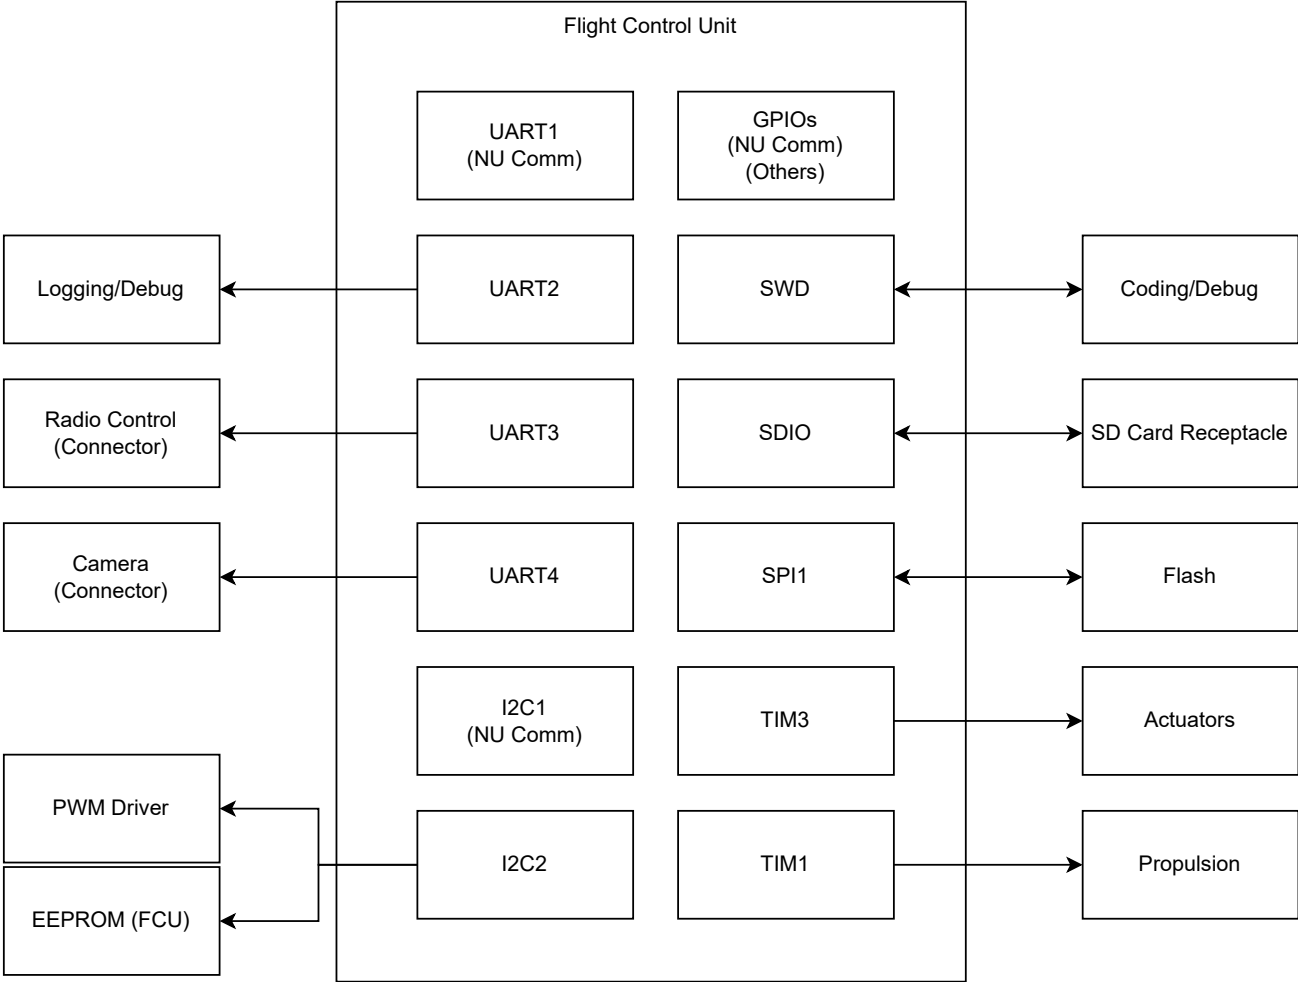 Flight Control Unit
UART1
(NU Comm)
GPIOs
(NU Comm)
(Others)
Logging/Debug
UART2
SWD
Coding/Debug
Radio Control
(Connector)
UART3
SDIO
SD Card Receptacle
Camera
(Connector)
UART4
SPI1
Flash
I2C1
(NU Comm)
TIM3
Actuators
PWM Driver
I2C2
TIM1
Propulsion
EEPROM (FCU)